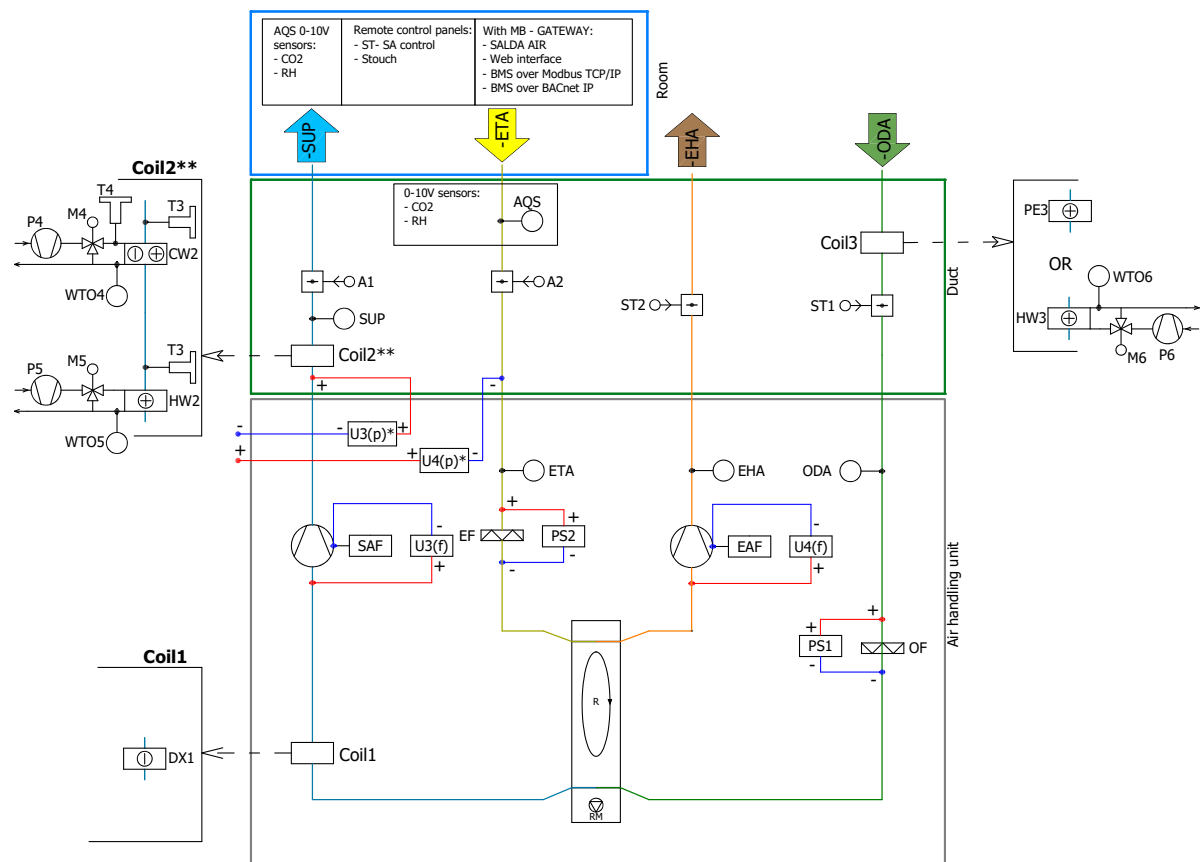 AQS 0-10V
sensors:
- CO2
- RH
Remote control panels:
- ST- SA control
- Stouch
With MB - GATEWAY:
- SALDA AIR
- Web interface
- BMS over Modbus TCP/IP
- BMS over BACnet IP
Room
-SUP
-ETA
-EHA
-ODA
Coil2**
T4
M4
T3
P4
CW2
WTO4
M5
T3
P5
HW2
WTO5
0-10V sensors:
- CO2
- RH
AQS
A1
A2
SUP
Coil2**
ST2
ST1
Coil3
Duct
PE3
OR
WTO6
HW3
M6
P6
+
-
-
U3(p)*
+
+
+
U4(p)*
-
ETA
EHA
ODA
SAF
-
U3(f)
+
EF
+
+
PS2
-
-
EAF
-
U4(f)
+
+
+
PS1
-
-
OF
Air handling unit
R
RM
Coil1
Coil1
DX1
-
+